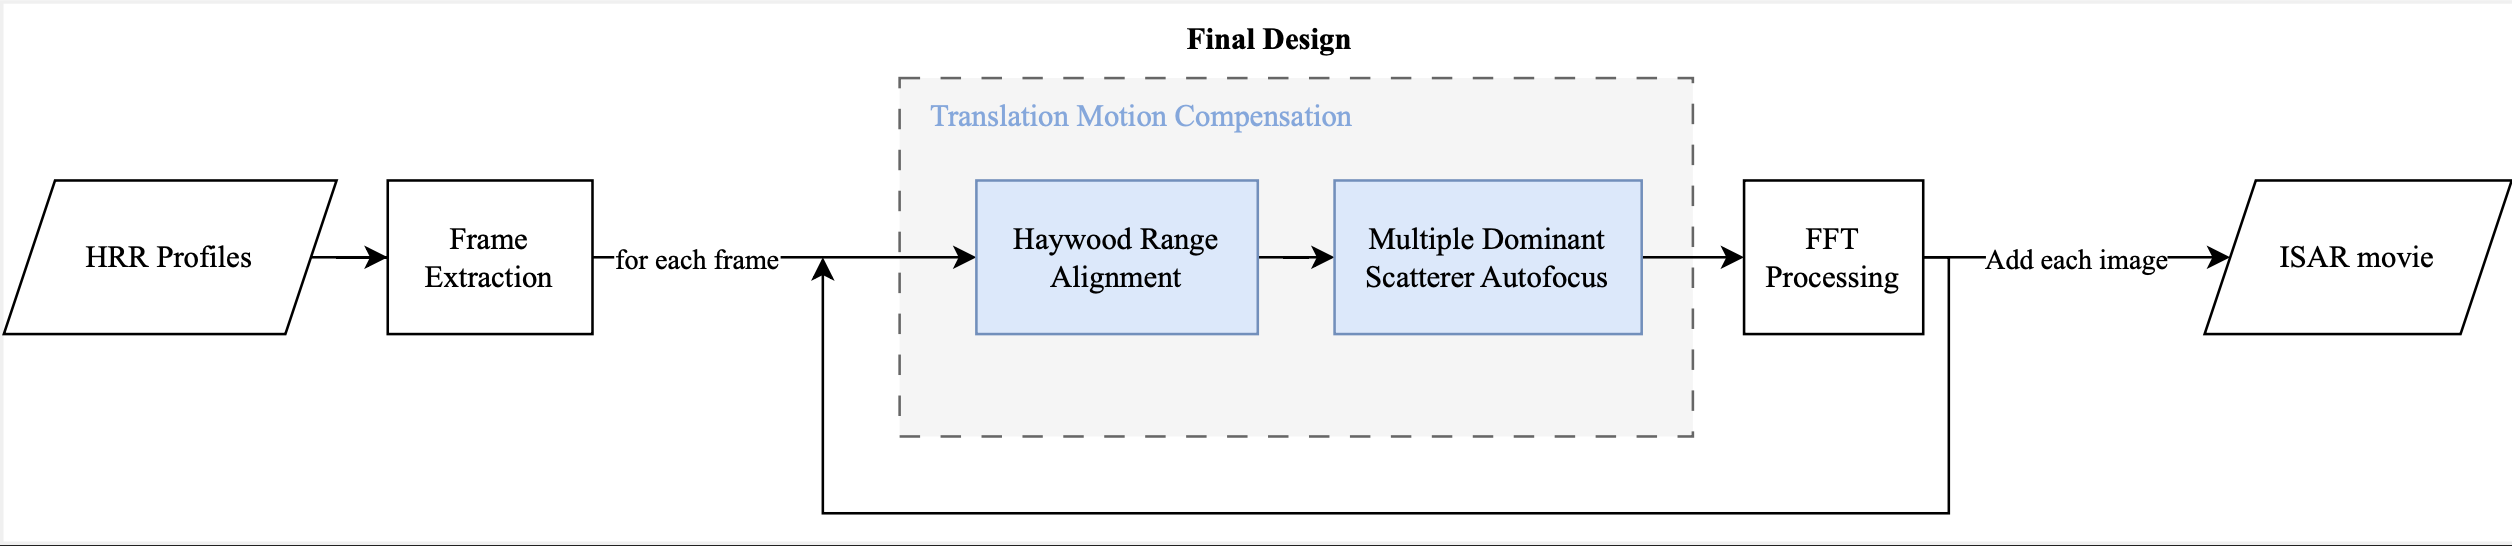 Final Design
Translation Motion Compensation
HRR Profiles
Frame
Extraction
for each frame
Haywood Range
Alignment
Multiple Dominant
Scatterer Autofocus
FFT
Processing
Add each image
ISAR movie